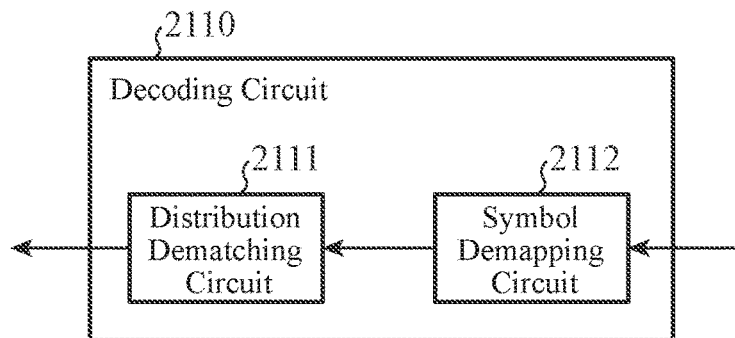 2110
Decoding Circuit
2111
2112
Distribution
Dematching
Circuit
Symbol
Demapping
Circuit